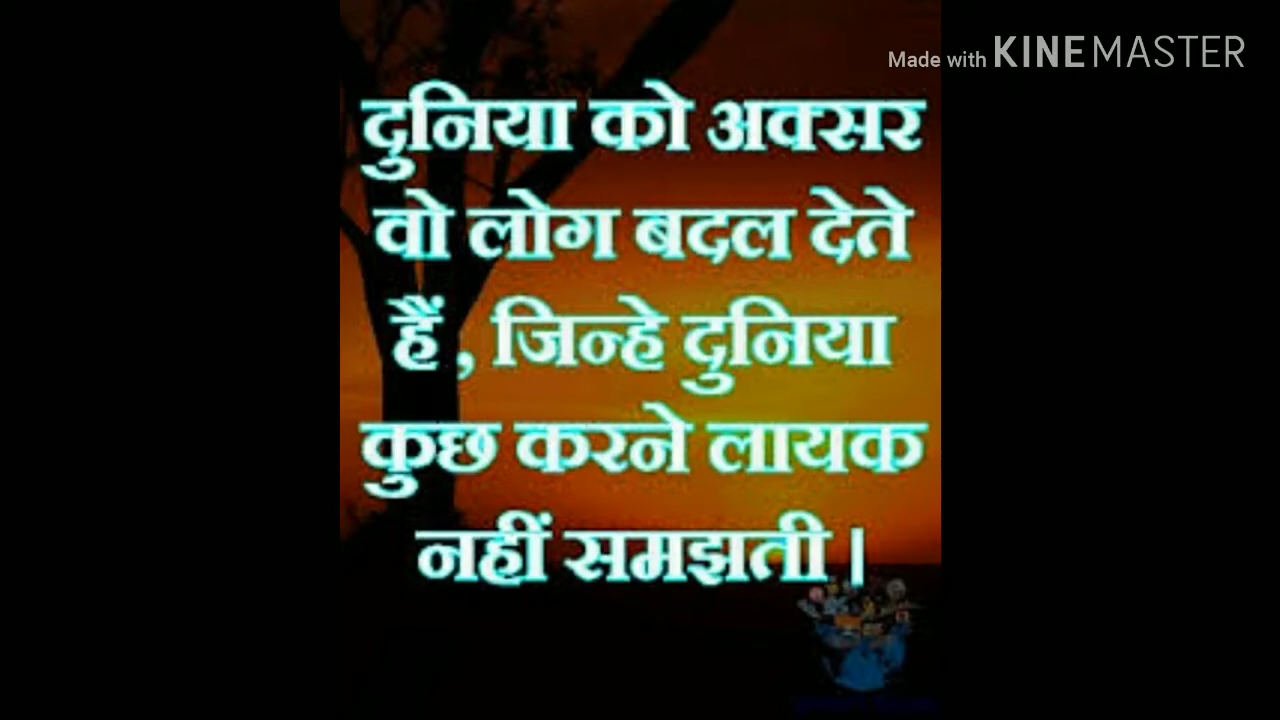 Made with KINEMASTER
दुनिया को अक्सर
वो लोग बदल देते
हैं , जिन्हे दुनिया
कुछ करने लायक
नहीं समझती |